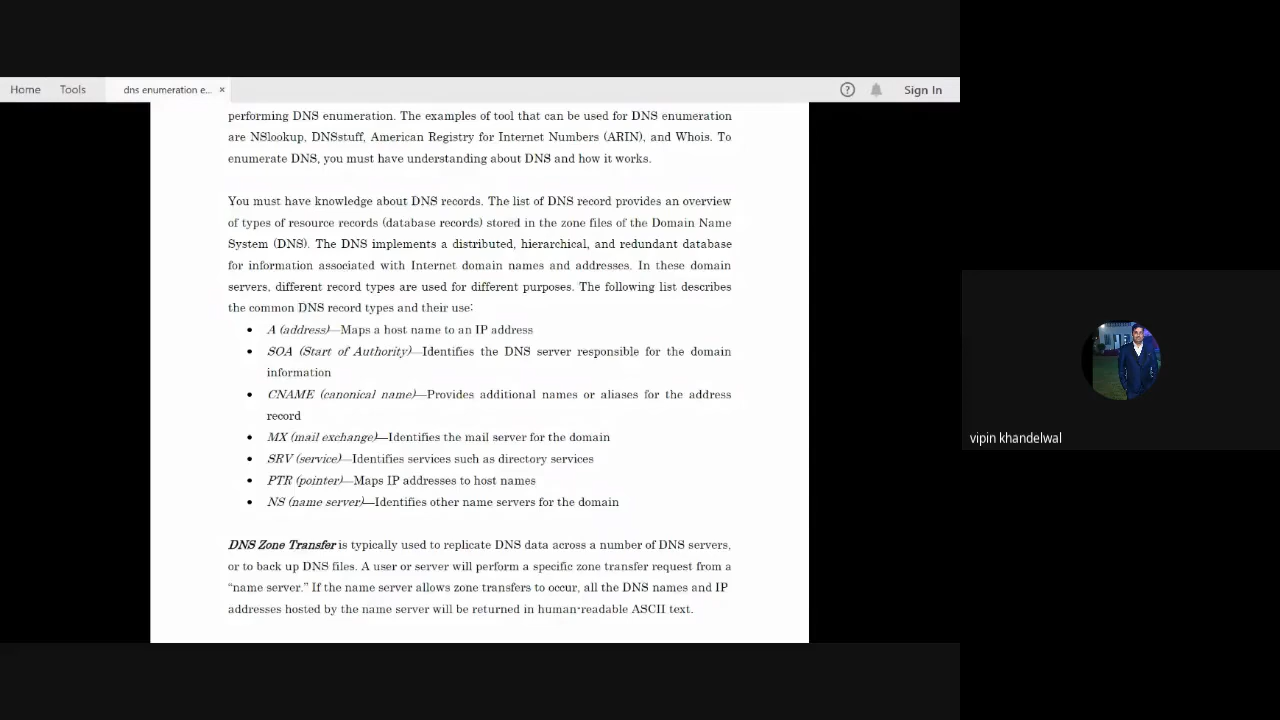 Home Tools dns enumeration e... × ? Sign In
performing DNS enumeration. The examples of tool that can be used for DNS enumeration
are NSlookup, DNSstuff, American Registry for Internet Numbers (ARIN), and Whois. To
enumerate DNS, you must have understanding about DNS and how it works.
You must have knowledge about DNS records. The list of DNS record provides an overview
of types of resource records (database records) stored in the zone files of the Domain Name
System (DNS). The DNS implements a distributed, hierarchical, and redundant database
for information associated with Internet domain names and addresses. In these domain
servers, different record types are used for different purposes. The following list describes
the common DNS record types and their use:
• A (address)—Maps a host name to an IP address
• SOA (Start of Authority)—Identifies the DNS server responsible for the domain
information
• CNAME (canonical name)—Provides additional names or aliases for the address
record
• MX (mail exchange)—Identifies the mail server for the domain
• SRV (service)—Identifies services such as directory services
• PTR (pointer)—Maps IP addresses to host names
• NS (name server)—Identifies other name servers for the domain
DNS Zone Transfer is typically used to replicate DNS data across a number of DNS servers,
or to back up DNS files. A user or server will perform a specific zone transfer request from a
“name server.” If the name server allows zone transfers to occur, all the DNS names and IP
addresses hosted by the name server will be returned in human-readable ASCII text.
vipin khandelwal